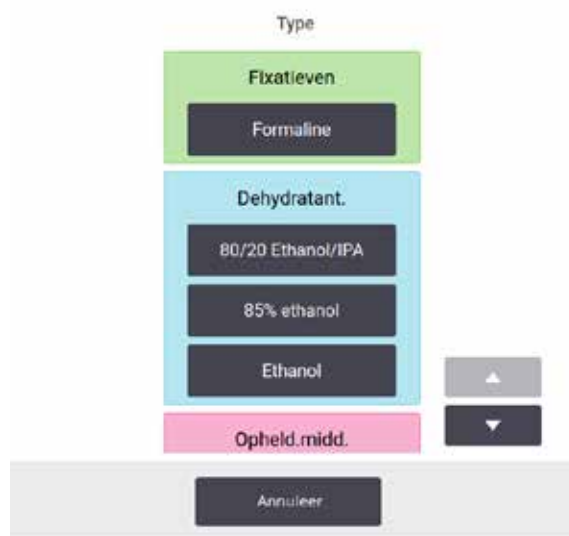 Type
Fixatieven
Formaline
Dehydratant.
80/20 Ethanol/IPA
85% ethanol
Ethanol
Opheld.midd.
Annuleer